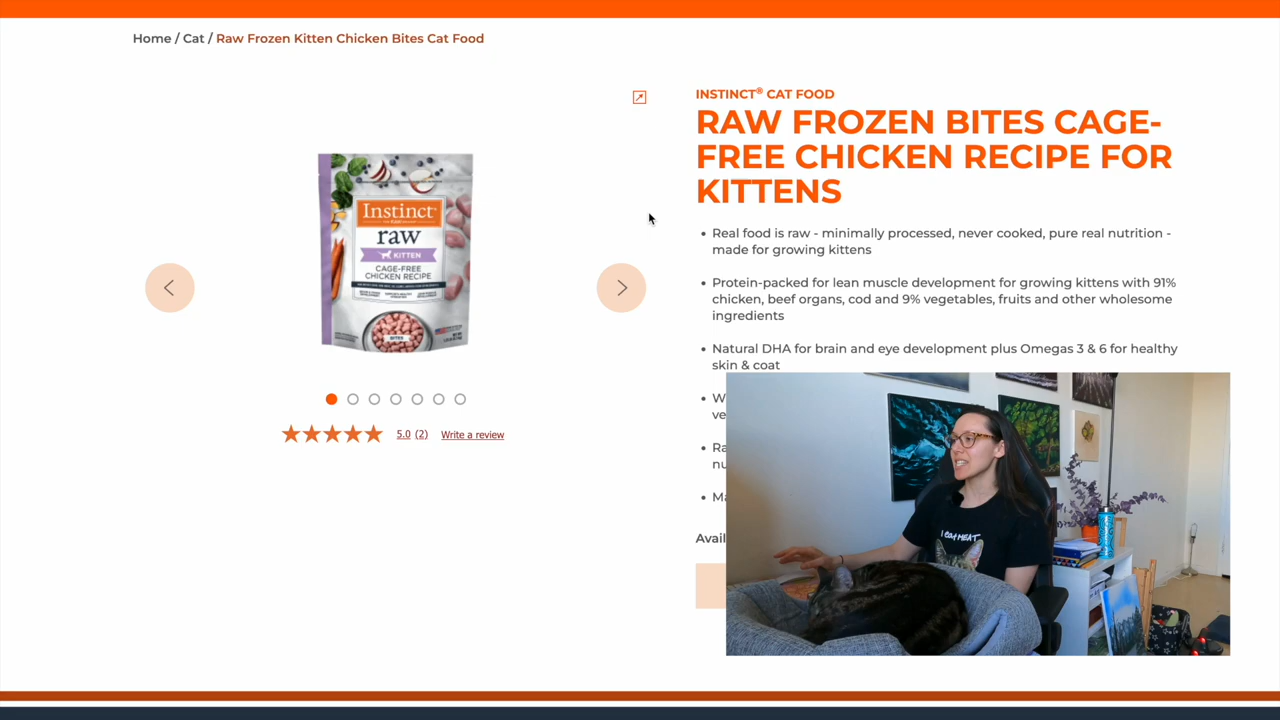 Home / Cat / Raw Frozen Kitten Chicken Bites Cat Food
INSTINCT® CAT FOOD
RAW FROZEN BITES CAGE-
FREE CHICKEN RECIPE FOR
KITTENS
• Real food is raw - minimally processed, never cooked, pure real nutrition -
made for growing kittens
• Protein-packed for lean muscle development for growing kittens with 91%
chicken, beef organs, cod and 9% vegetables, fruits and other wholesome
ingredients
• Natural DHA for brain and eye development plus Omegas 3 & 6 for healthy
skin & coat
Instinct
raw
KITTEN
CAGE-FREE
CHICKEN RECIPE
BITES
5.0 (2) Write a review